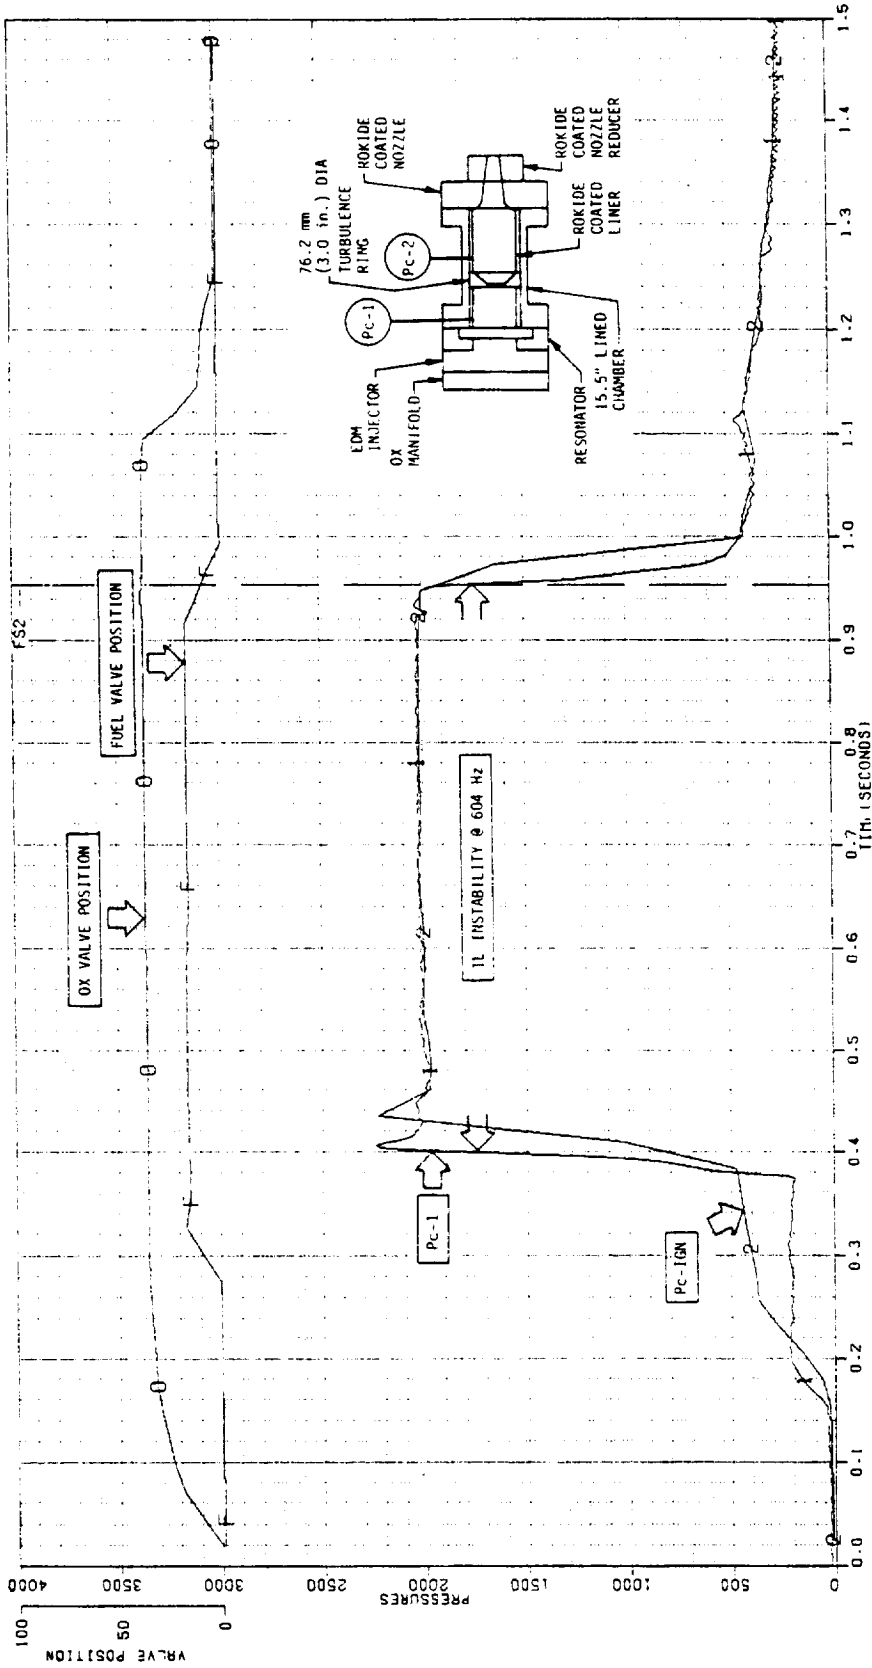 FS2
OX VALVE POSITION
FUEL VALVE POSITION
VALVE POSITION
100
50
0
4000
3500
3000
2500
2000
1500
1000
500
0
PRESSURES
EDM
INJECTOR
OX
MANIFOLD
Pc-1
76.2 mm
(3.0 in.) DIA
TURBULENCE
RING
Pc-2
ROKIDE
COATED
NOZZLE
RESONATOR
15.5" LINED
CHAMBER
ROKIDE
COATED
LINER
ROKIDE
COATED
NOZZLE
REDUCER
Pc-1
1L INSTABILITY @ 604 Hz
Pc-IGN
0.0
0.1
0.2
0.3
0.4
0.5
0.6
0.7
0.8
0.9
1.0
1.1
1.2
1.3
1.4
1.5
(SECONDS)